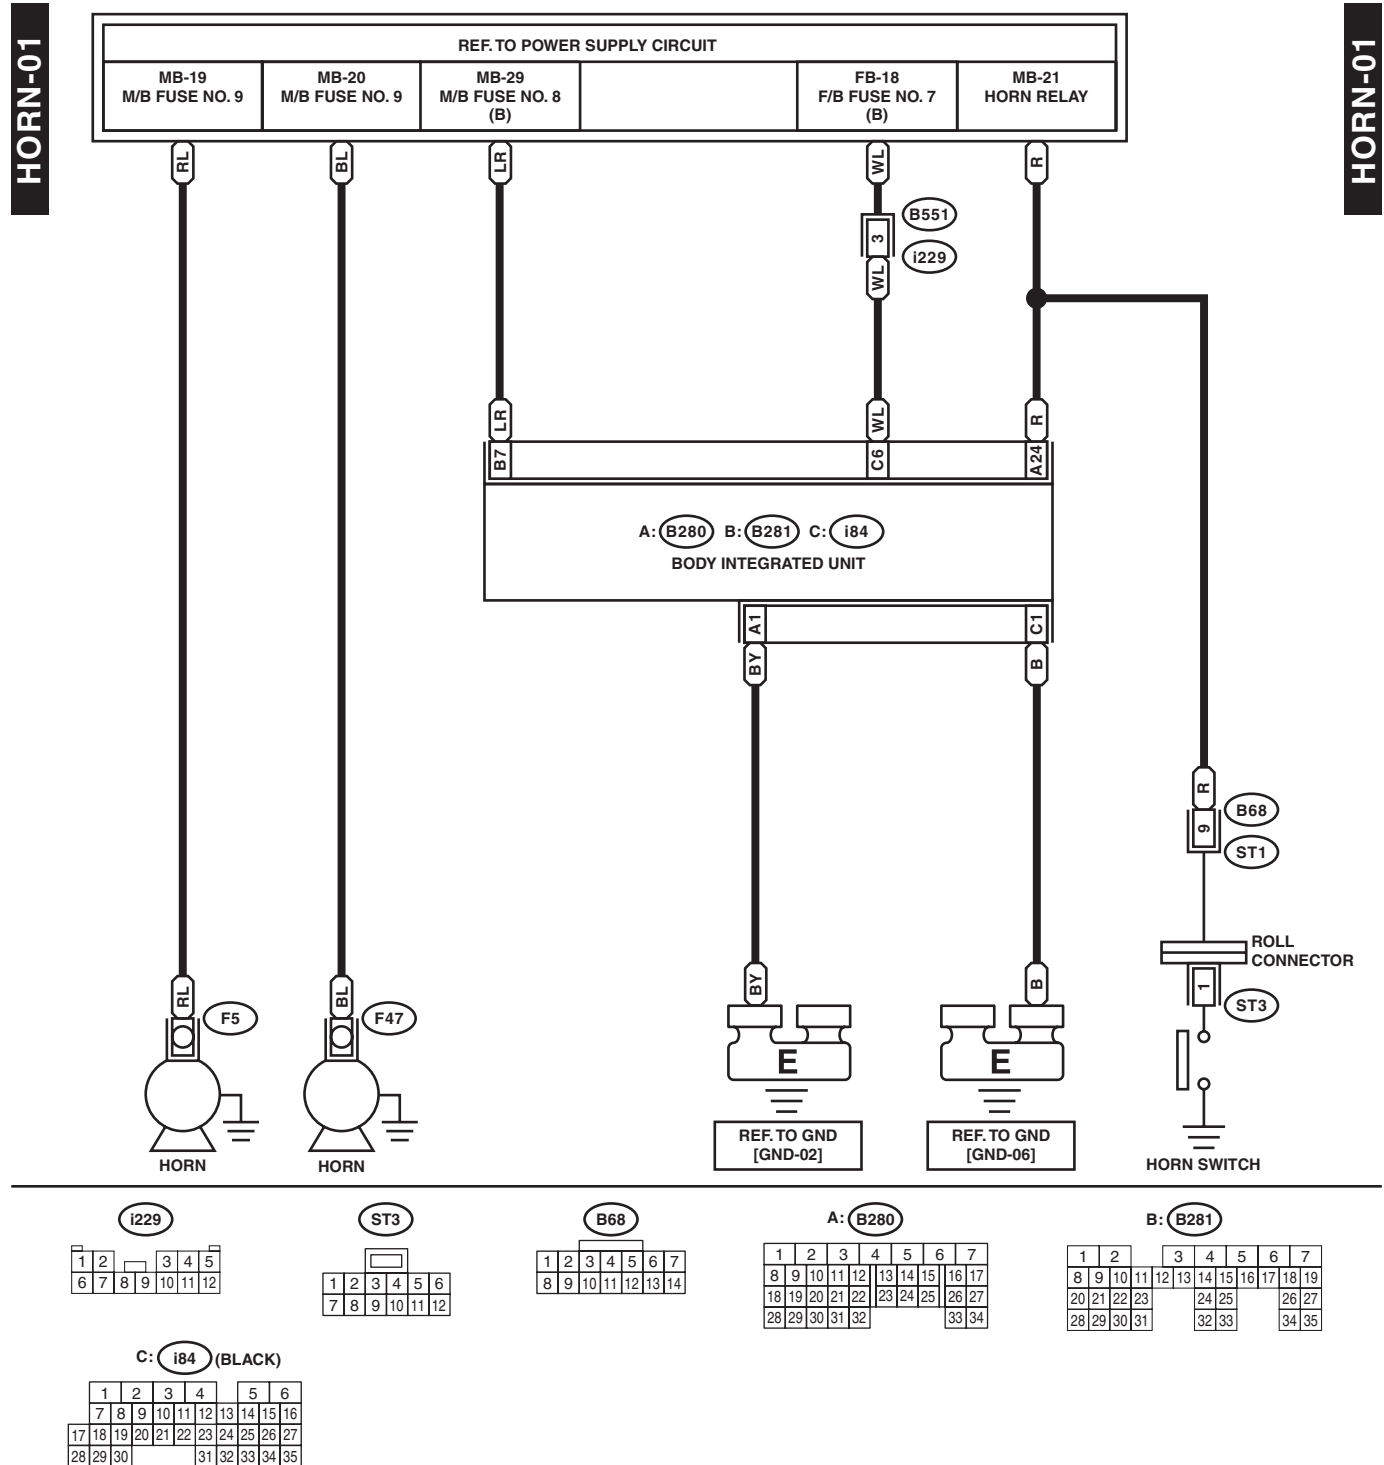 HORN-01
HORN-01
REF. TO POWER SUPPLY CIRCUIT
MB-19
M/B FUSE NO. 9
MB-20
M/B FUSE NO. 9
MB-29
M/B FUSE NO. 8
(B)
FB-18
F/B FUSE NO. 7
(B)
MB-21
HORN RELAY
RL
BL
LR
WL
R
3
B551
i229
WL
LR
WL
R
B7
C6
A24
A: B280 B: B281 C: i84
BODY INTEGRATED UNIT
A1
C1
BY
B
R
9
B68
ST1
ROLL
CONNECTOR
1
ST3
RL
BL
BY
B
F5
F47
E
E
HORN
HORN
REF. TO GND
[GND-02]
REF. TO GND
[GND-06]
HORN SWITCH
i229
1 2 3 4 5
6 7 8 9 10 11 12
ST3
1 2 3 4 5 6
7 8 9 10 11 12
B68
1 2 3 4 5 6 7
8 9 10 11 12 13 14
A: B280
1 2 3 4 5 6 7
8 9 10 11 12 13 14 15 16 17
18 19 20 21 22 23 24 25 26 27
28 29 30 31 32 33 34
B: B281
1 2 3 4 5 6 7
8 9 10 11 12 13 14 15 16 17 18 19
20 21 22 23 24 25 26 27
28 29 30 31 32 33 34 35
C: i84 (BLACK)
1 2 3 4 5 6
7 8 9 10 11 12 13 14 15 16
17 18 19 20 21 22 23 24 25 26 27
28 29 30 31 32 33 34 35